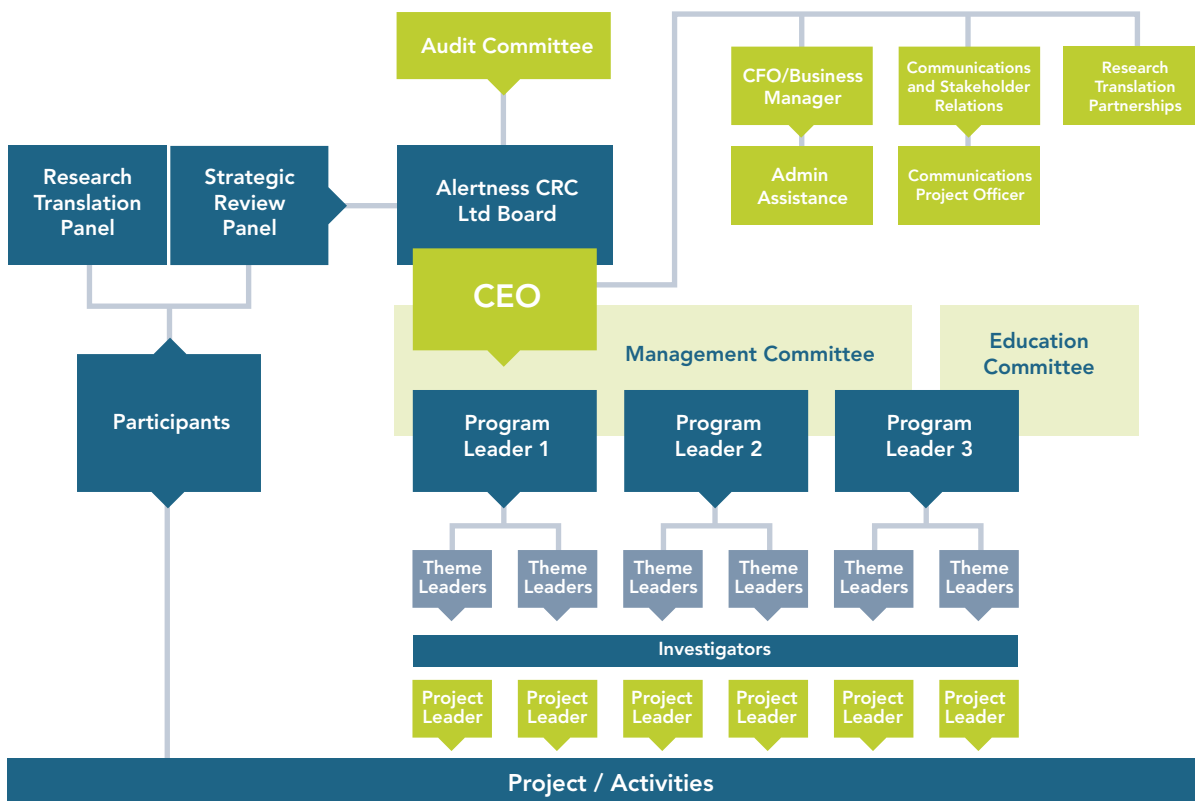 Audit Committee
CFO/Business
Manager
Communications
and Stakeholder
Relations
Research
Translation
Partnerships
Research
Translation
Panel
Strategic
Review
Panel
Alertness CRC
Ltd Board
Admin
Assistance
Communications
Project Officer
CEO
Management Committee
Education
Committee
Participants
Program
Leader 1
Program
Leader 2
Program
Leader 3
Theme
Leaders
Theme
Leaders
Theme
Leaders
Theme
Leaders
Theme
Leaders
Theme
Leaders
Investigators
Project
Leader
Project
Leader
Project
Leader
Project
Leader
Project
Leader
Project
Leader
Project / Activities